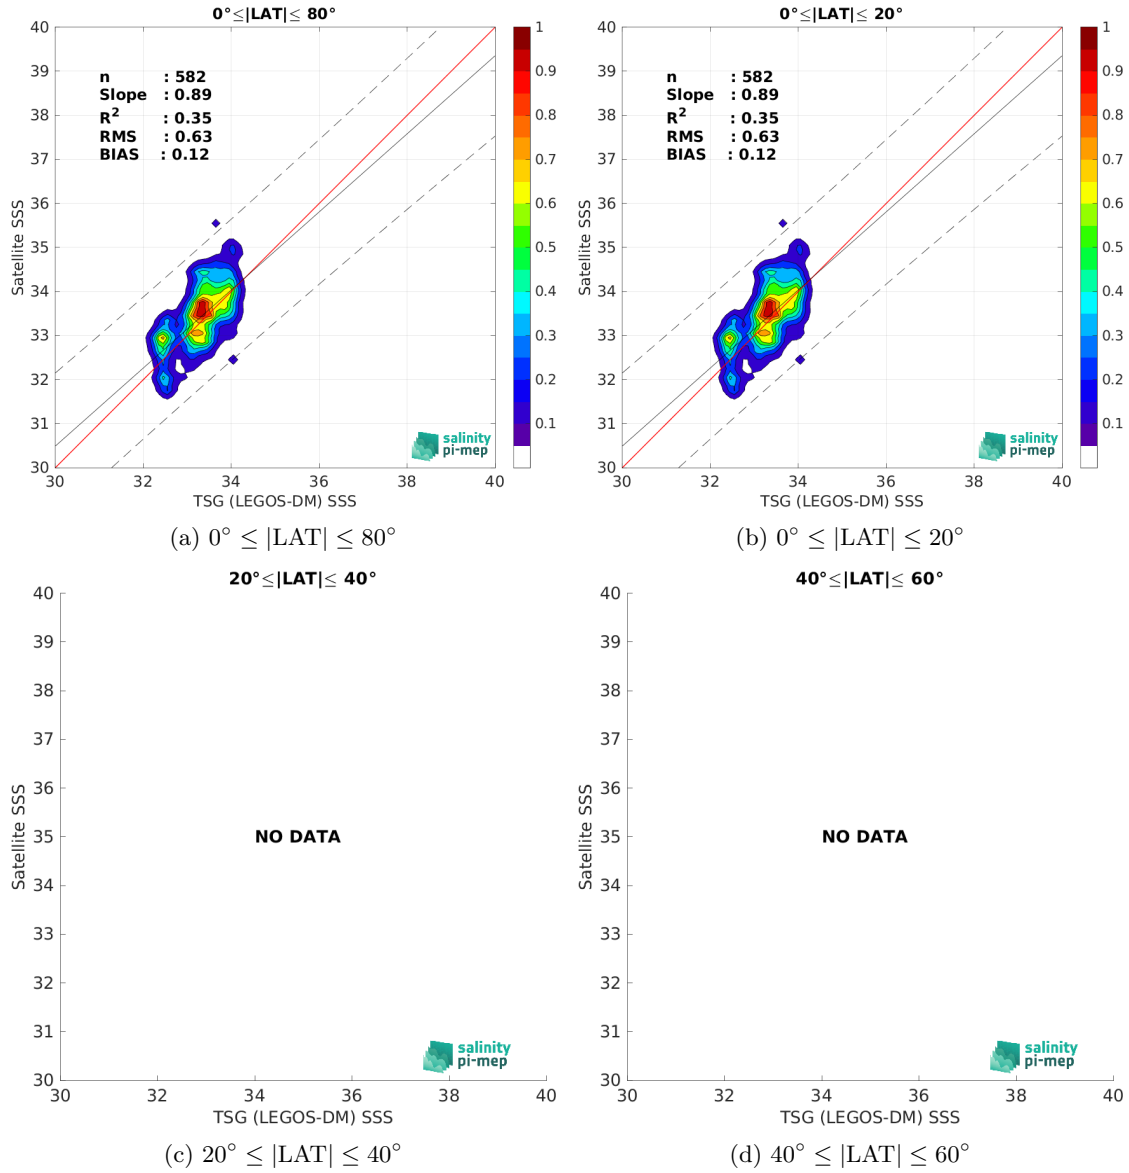 0°≤|LAT|≤ 80°
n : 582
Slope : 0.89
R² : 0.35
RMS : 0.63
BIAS : 0.12
Satellite SSS
40
39
38
37
36
35
34
33
32
31
30
30 32 34 36 38 40
TSG (LEGOS-DM) SSS
1
0.9
0.8
0.7
0.6
0.5
0.4
0.3
0.2
0.1
salinity
pi-mep
(a) 0° ≤ |LAT| ≤ 80°
0°≤|LAT|≤ 20°
n : 582
Slope : 0.89
R² : 0.35
RMS : 0.63
BIAS : 0.12
Satellite SSS
40
39
38
37
36
35
34
33
32
31
30
30 32 34 36 38 40
TSG (LEGOS-DM) SSS
1
0.9
0.8
0.7
0.6
0.5
0.4
0.3
0.2
0.1
salinity
pi-mep
(b) 0° ≤ |LAT| ≤ 20°
20°≤|LAT|≤ 40°
Satellite SSS
40
39
38
37
36
35
34
33
32
31
30
NO DATA
salinity
pi-mep
30 32 34 36 38 40
TSG (LEGOS-DM) SSS
(c) 20° ≤ |LAT| ≤ 40°
40°≤|LAT|≤ 60°
Satellite SSS
40
39
38
37
36
35
34
33
32
31
30
NO DATA
salinity
pi-mep
30 32 34 36 38 40
TSG (LEGOS-DM) SSS
(d) 40° ≤ |LAT| ≤ 60°